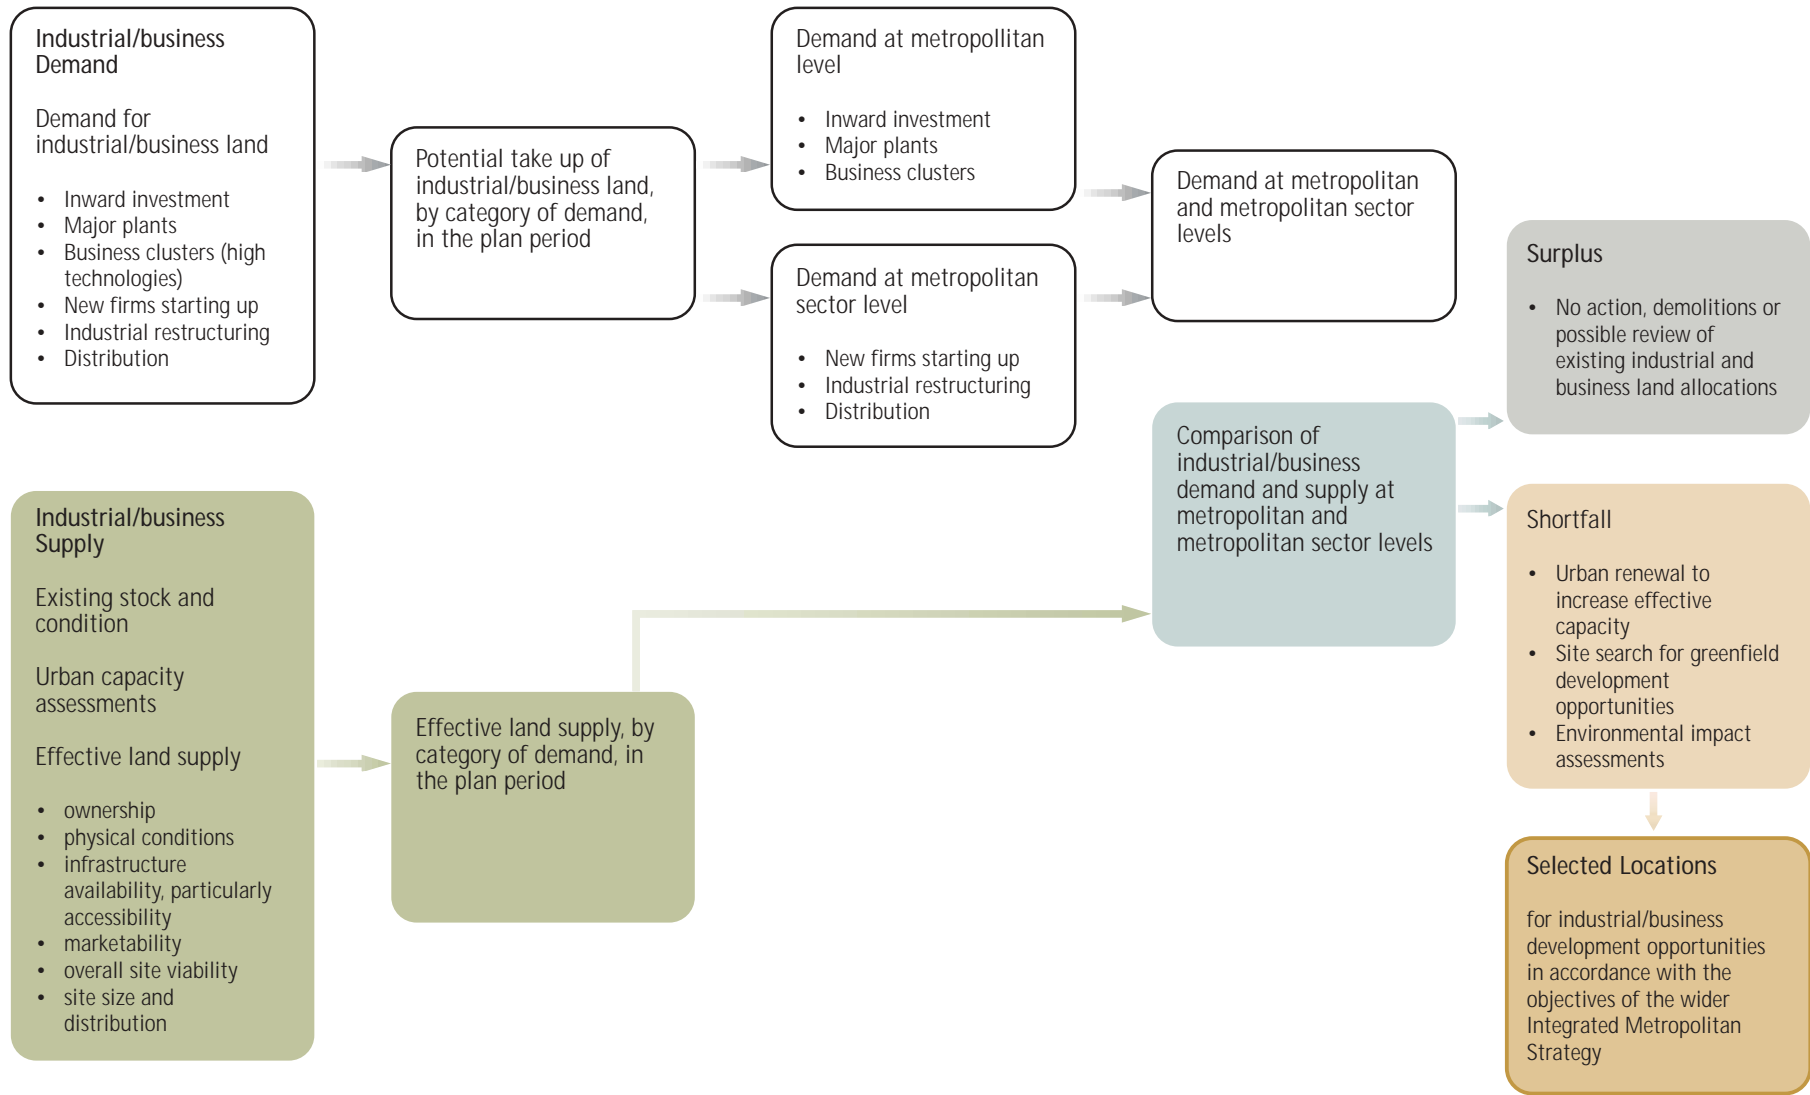 Industrial/business
Demand
Demand for
industrial/business land
• Inward investment
• Major plants
• Business clusters (high
technologies)
• New firms starting up
• Industrial restructuring
• Distribution
Potential take up of
industrial/business land,
by category of demand,
in the plan period
Demand at metropollitan
level
• Inward investment
• Major plants
• Business clusters
Demand at metropolitan
sector level
• New firms starting up
• Industrial restructuring
• Distribution
Demand at metropolitan
and metropolitan sector
levels
Industrial/business
Supply
Existing stock and
condition
Urban capacity
assessments
Effective land supply
• ownership
• physical conditions
• infrastructure
availability, particularly
accessibility
• marketability
• overall site viability
• site size and
distribution
Effective land supply, by
category of demand, in
the plan period
Comparison of
industrial/business
demand and supply at
metropolitan and
metropolitan sector levels
Surplus
• No action, demolitions or
possible review of
existing industrial and
business land allocations
Shortfall
• Urban renewal to
increase effective
capacity
• Site search for greenfield
development
opportunities
• Environmental impact
assessments
Selected Locations
for industrial/business
development opportunities
in accordance with the
objectives of the wider
Integrated Metropolitan
Strategy